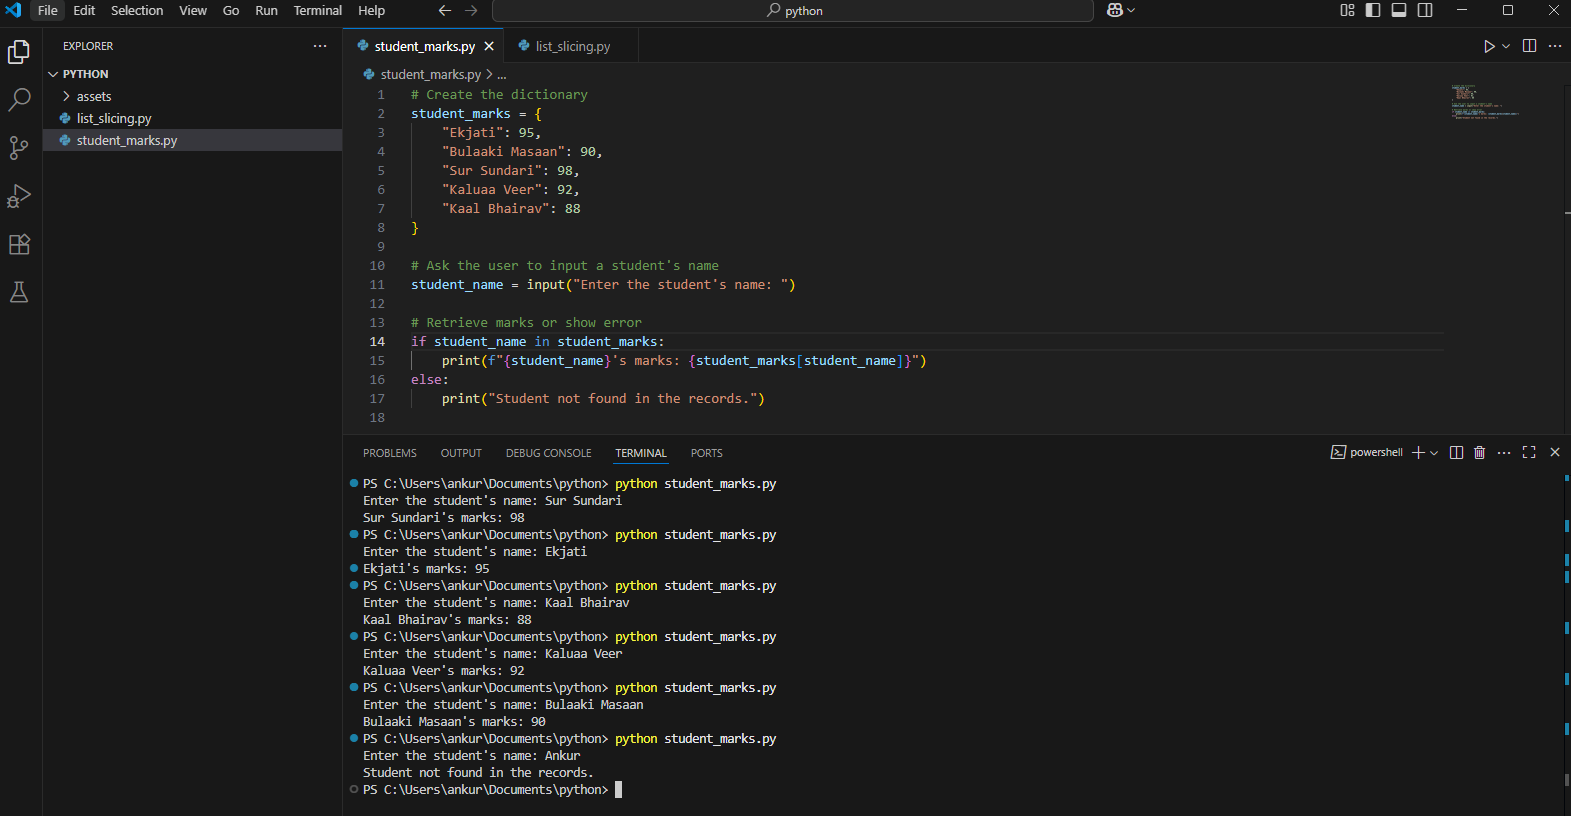 File Edit Selection View Go Run Terminal Help
python
EXPLORER
PYTHON
assets
list_slicing.py
student_marks.py
student_marks.py
list_slicing.py
student_marks.py > ...
1 # Create the dictionary
2 student_marks = {
3     "Ekjati": 95,
4     "Bulaaki Masaan": 90,
5     "Sur Sundari": 98,
6     "Kaluaa Veer": 92,
7     "Kaal Bhairav": 88
8 }
9
10 # Ask the user to input a student's name
11 student_name = input("Enter the student's name: ")
12
13 # Retrieve marks or show error
14 if student_name in student_marks:
15     print(f"{student_name}'s marks: {student_marks[student_name]}")
16 else:
17     print("Student not found in the records.")
18
PROBLEMS OUTPUT DEBUG CONSOLE TERMINAL PORTS
powershell
PS C:\Users\ankur\Documents\python> python student_marks.py
Enter the student's name: Sur Sundari
Sur Sundari's marks: 98
PS C:\Users\ankur\Documents\python> python student_marks.py
Enter the student's name: Ekjati
Ekjati's marks: 95
PS C:\Users\ankur\Documents\python> python student_marks.py
Enter the student's name: Kaal Bhairav
Kaal Bhairav's marks: 88
PS C:\Users\ankur\Documents\python> python student_marks.py
Enter the student's name: Kaluaa Veer
Kaluaa Veer's marks: 92
PS C:\Users\ankur\Documents\python> python student_marks.py
Enter the student's name: Bulaaki Masaan
Bulaaki Masaan's marks: 90
PS C:\Users\ankur\Documents\python> python student_marks.py
Enter the student's name: Ankur
Student not found in the records.
PS C:\Users\ankur\Documents\python>